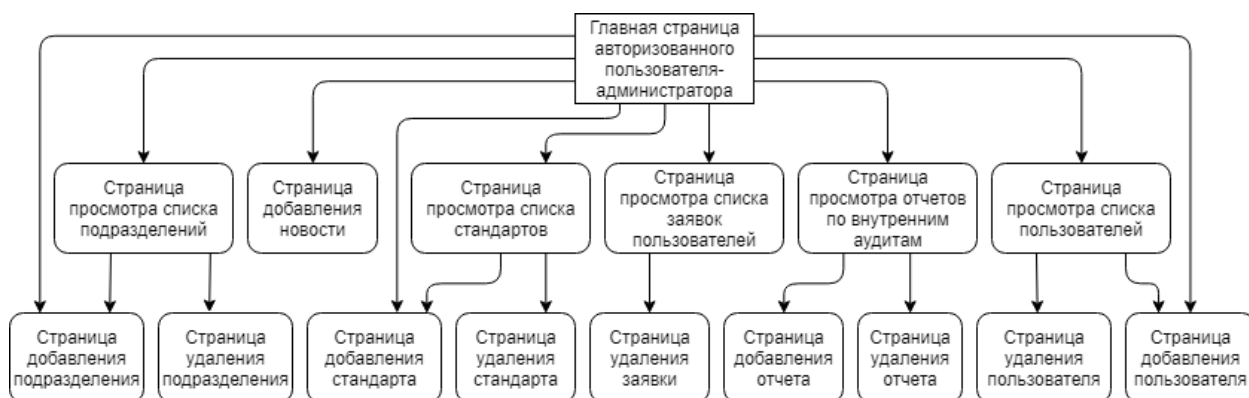 Главная страница
авторизованного
пользователя-
администратора
Страница
просмотра списка
подразделений
Страница
добавления
новости
Страница
просмотра списка
стандартов
Страница
просмотра списка
заявок
пользователей
Страница
просмотра отчетов
по внутренним
аудитам
Страница
просмотра списка
пользователей
Страница
добавления
подразделения
Страница
удаления
подразделения
Страница
добавления
стандарта
Страница
удаления
стандарта
Страница
удаления
заявки
Страница
добавления
отчета
Страница
удаления
отчета
Страница
удаления
пользователя
Страница
добавления
пользователя